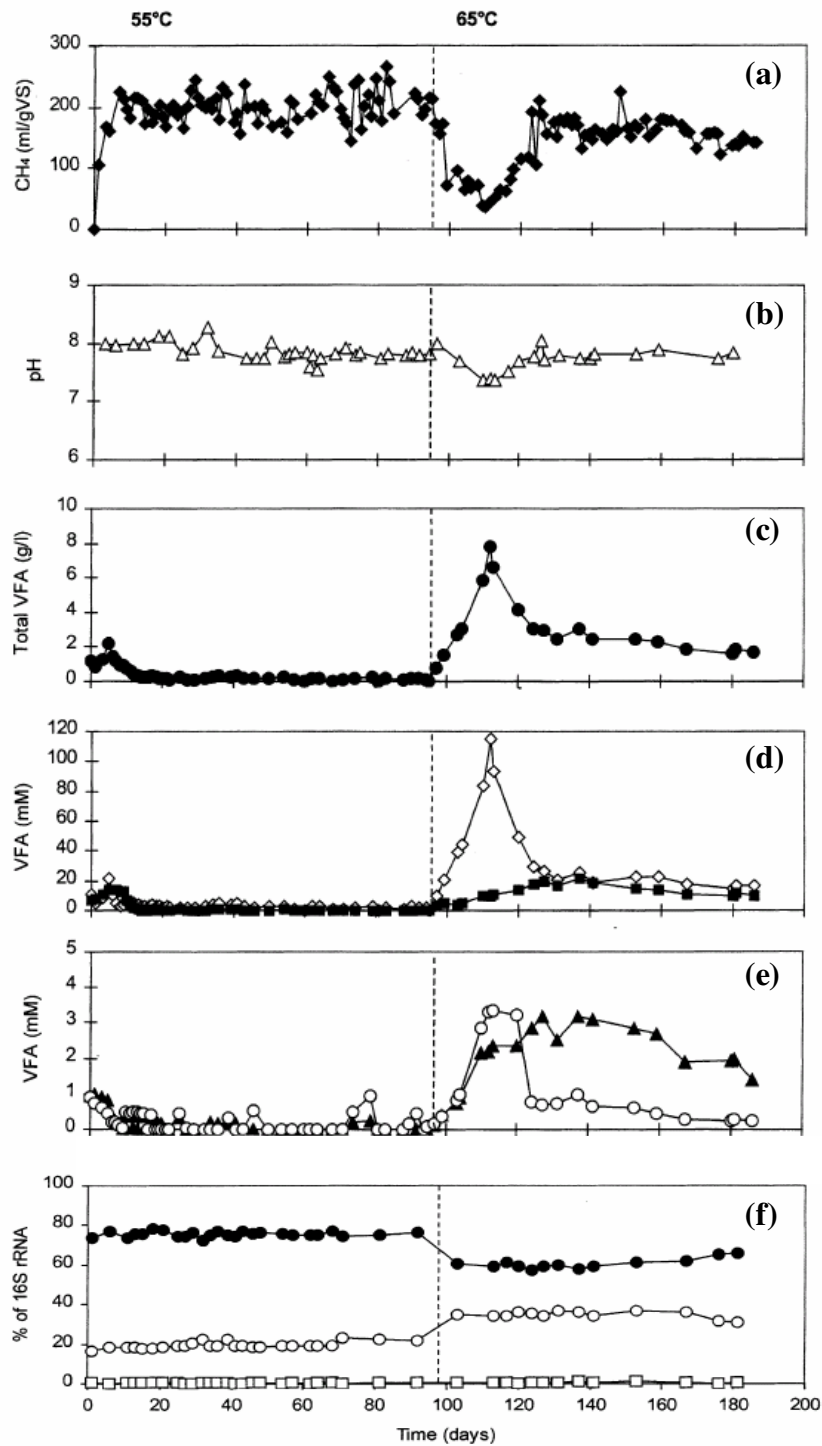 55°C 65°C
300
200
100
0
CH₄ (ml/gVS)
(a)
9
8
7
6
pH
(b)
10
8
6
4
2
0
Total VFA (g/l)
(c)
120
100
80
60
40
20
0
VFA (mM)
(d)
5
4
3
2
1
0
VFA (mM)
(e)
100
80
60
40
20
0
% of 16S rRNA
(f)
0 20 40 60 80 100 120 140 160 180 200
Time (days)